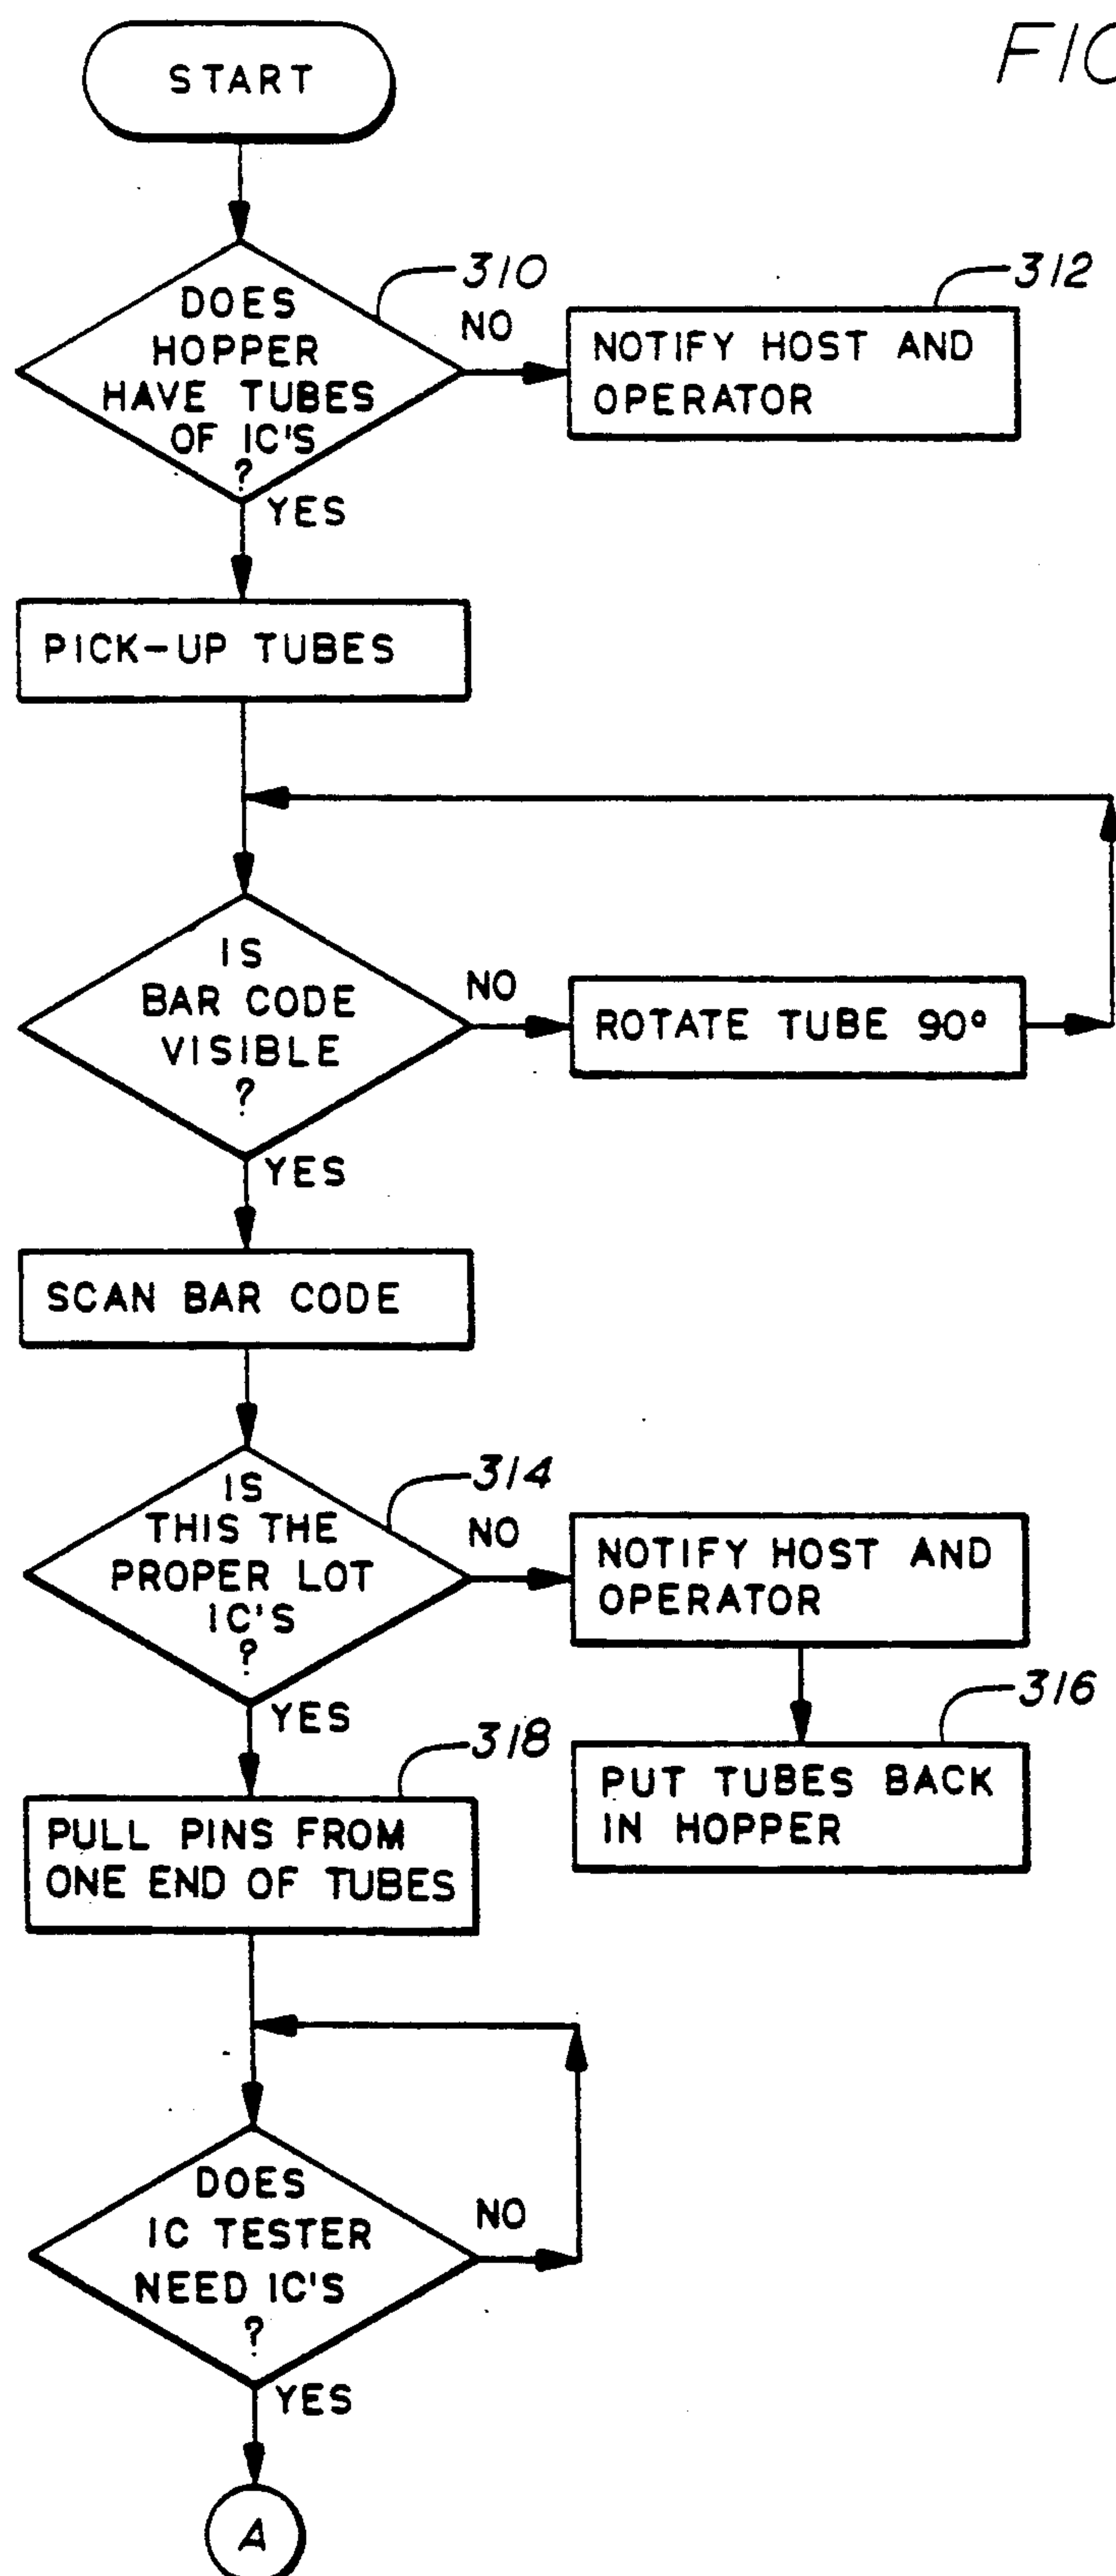 FIG
START
310
312
DOES
HOPPER
HAVE TUBES
OF IC'S
?
NO
NOTIFY HOST AND
OPERATOR
YES
PICK-UP TUBES
IS
BAR CODE
VISIBLE
?
NO
ROTATE TUBE 90°
YES
SCAN BAR CODE
314
IS
THIS THE
PROPER LOT
IC'S
?
NO
NOTIFY HOST AND
OPERATOR
YES
316
318
PUT TUBES BACK
IN HOPPER
PULL PINS FROM
ONE END OF TUBES
DOES
IC TESTER
NEED IC'S
?
NO
YES
A